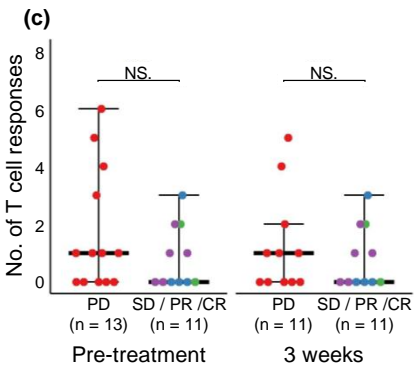 (c)
No. of T cell responses
8
6
4
2
0
NS.
NS.
PD
SD / PR /CR
PD
SD / PR /CR
(n = 13)
(n = 11)
(n = 11)
(n = 11)
Pre-treatment
3 weeks